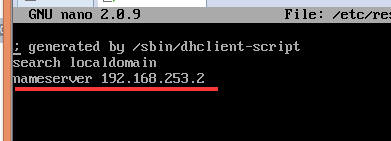 GNU nano 2.0.9 File: /etc/res
; generated by /sbin/dhclient-script
search localdomain
nameserver 192.168.253.2